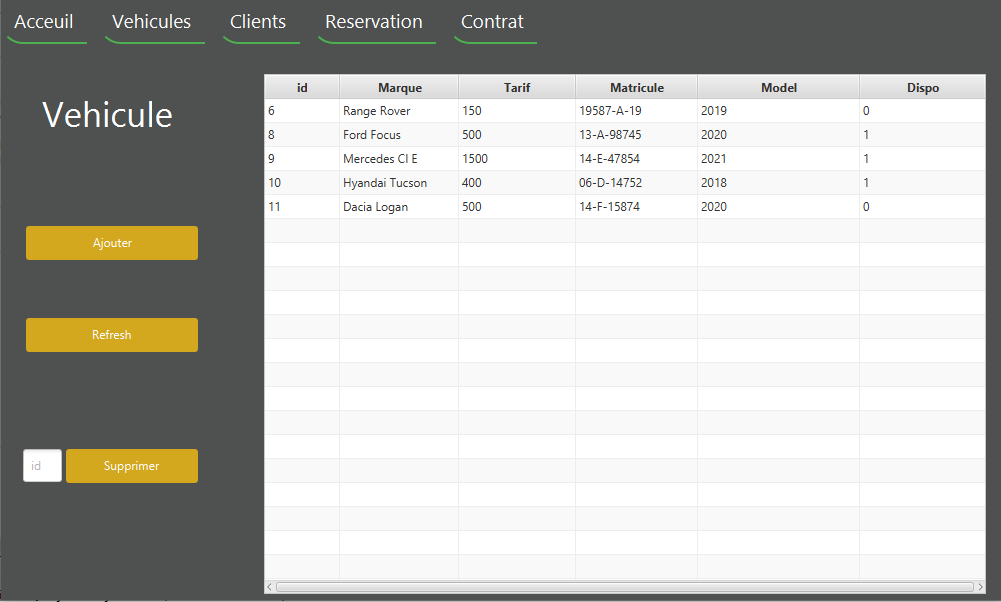 Acceuil Vehicules Clients Reservation Contrat
Vehicule
Ajouter
Refresh
id Supprimer
id Marque Tarif Matricule Model Dispo
6 Range Rover 150 19587-A-19 2019 0
8 Ford Focus 500 13-A-98745 2020 1
9 Mercedes Cl E 1500 14-E-47854 2021 1
10 Hyandai Tucson 400 06-D-14752 2018 1
11 Dacia Logan 500 14-F-15874 2020 0